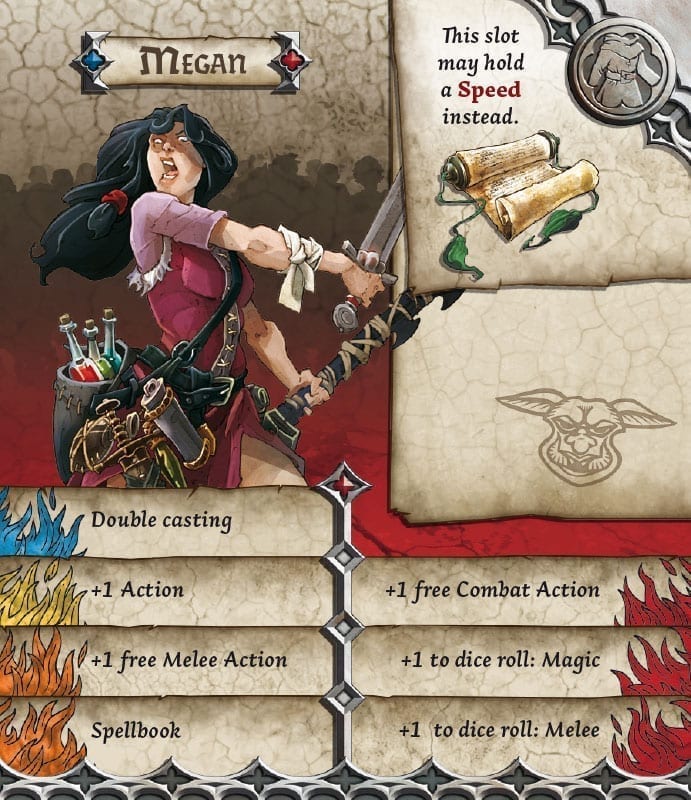 Megan
This slot
may hold
a Speed
instead.
Double casting
+1 Action
+1 free Melee Action
Spellbook
+1 free Combat Action
+1 to dice roll: Magic
+1 to dice roll: Melee